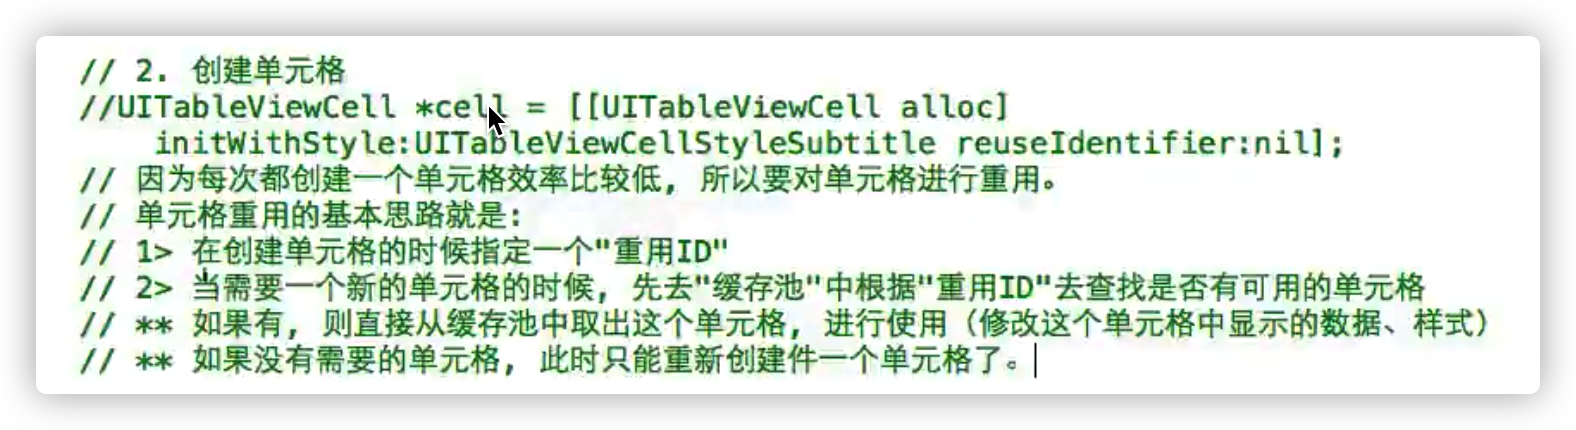 // 2. 创建单元格
//UITableViewCell *cell = [[UITableViewCell alloc]
initWithStyle:UITableViewCellStyleSubtitle reuseIdentifier:nil];
// 因为每次都创建一个单元格效率比较低, 所以要对单元格进行重用。
// 单元格重用的基本思路就是:
// 1> 在创建单元格的时候指定一个"重用ID"
// 2> 当需要一个新的单元格的时候, 先去"缓存池"中根据"重用ID"去查找是否有可用的单元格
// ** 如果有, 则直接从缓存池中取出这个单元格, 进行使用（修改这个单元格中显示的数据、样式）
// ** 如果没有需要的单元格, 此时只能重新创建件一个单元格了。